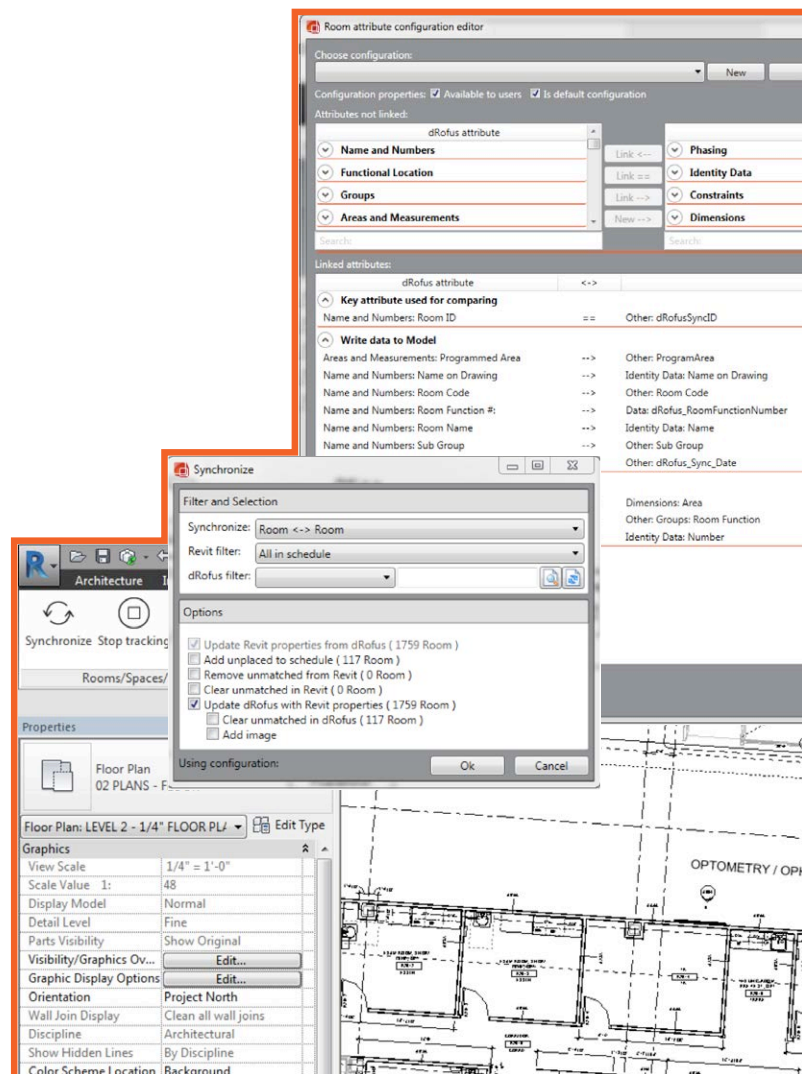 Room attribute configuration editor
Choose configuration:
New
Configuration properties: Available to users Is default configuration
Attributes not linked:
dRofus attribute
Name and Numbers Link <-- Phasing
Functional Location Link == Identity Data
Groups Link --> Constraints
Areas and Measurements New --> Dimensions
Search: Search:
Linked attributes:
dRofus attribute <->
Key attribute used for comparing
Name and Numbers: Room ID == Other: dRofusSyncID
Write data to Model
Areas and Measurements: Programmed Area --> Other: ProgramArea
Name and Numbers: Name on Drawing --> Identity Data: Name on Drawing
Name and Numbers: Room Code --> Other: Room Code
Name and Numbers: Room Function #: --> Data: dRofus_RoomFunctionNumber
Name and Numbers: Room Name --> Identity Data: Name
Name and Numbers: Sub Group --> Other: Sub Group
Other: dRofus_Sync_Date
Dimensions: Area
Other: Groups: Room Function
Identity Data: Number
Synchronize
Filter and Selection
Synchronize: Room <-> Room
Revit filter: All in schedule
dRofus filter:
Options
Update Revit properties from dRofus ( 1759 Room )
Add unplaced to schedule ( 117 Room )
Remove unmatched from Revit ( 0 Room )
Clear unmatched in Revit ( 0 Room )
Update dRofus with Revit properties ( 1759 Room )
Clear unmatched in dRofus ( 117 Room )
Add image
Using configuration: Ok Cancel
Architecture
Synchronize Stop tracking
Rooms/Spaces/
Properties
Floor Plan
02 PLANS -
Floor Plan: LEVEL 2 - 1/4" FLOOR PL Edit Type
Graphics
View Scale 1/4" = 1'-0"
Scale Value 1: 48
Display Model Normal
Detail Level Fine
Parts Visibility Show Original
Visibility/Graphics Ov... Edit...
Graphic Display Options Edit...
Orientation Project North
Wall Join Display Clean all wall joins
Discipline Architectural
Show Hidden Lines By Discipline
Color Scheme Location Background
OPTOMETRY / OPH